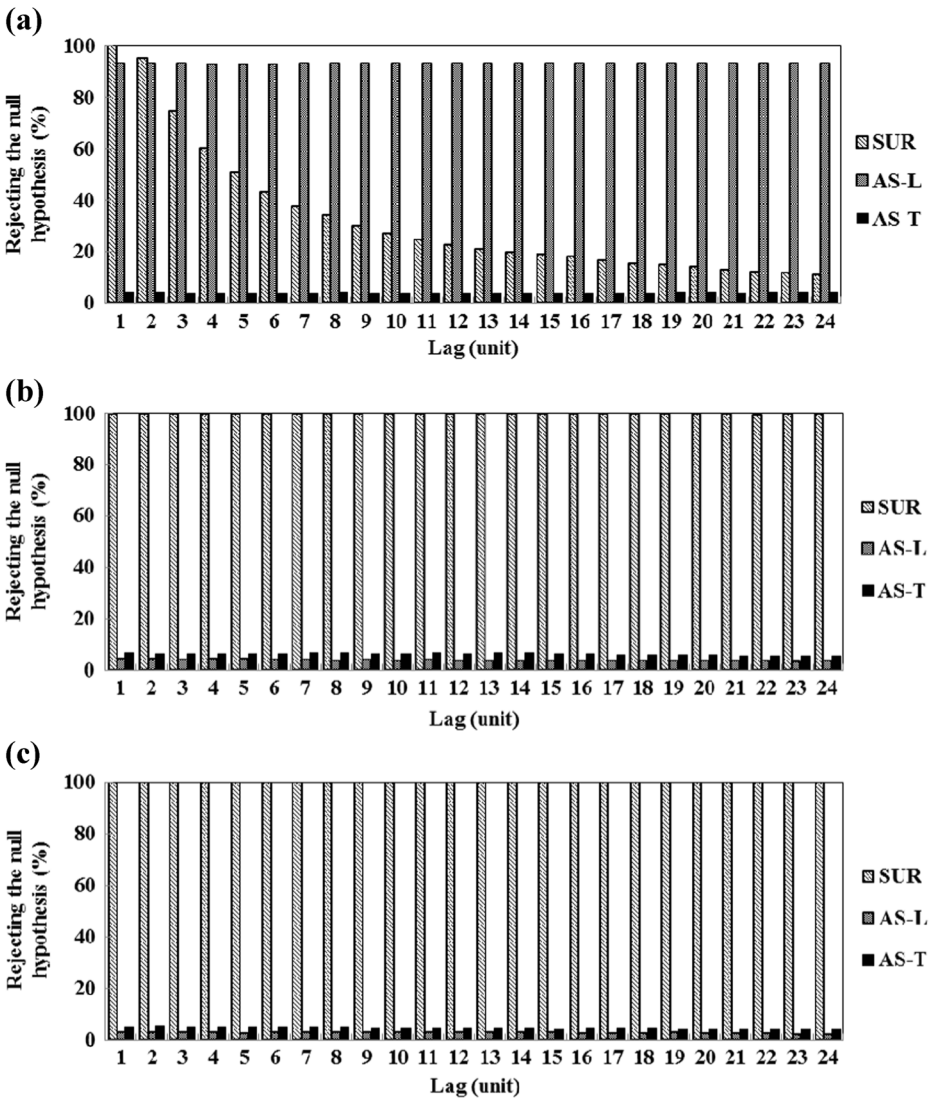 (a)
100
80
60
40
20
0
Rejecting the null
hypothesis (%)
1 2 3 4 5 6 7 8 9 10 11 12 13 14 15 16 17 18 19 20 21 22 23 24
Lag (unit)
SUR
AS-L
AS-T
(b)
100
80
60
40
20
0
Rejecting the null
hypothesis (%)
1 2 3 4 5 6 7 8 9 10 11 12 13 14 15 16 17 18 19 20 21 22 23 24
Lag (unit)
SUR
AS-L
AS-T
(c)
100
80
60
40
20
0
Rejecting the null
hypothesis (%)
1 2 3 4 5 6 7 8 9 10 11 12 13 14 15 16 17 18 19 20 21 22 23 24
Lag (unit)
SUR
AS-L
AS-T